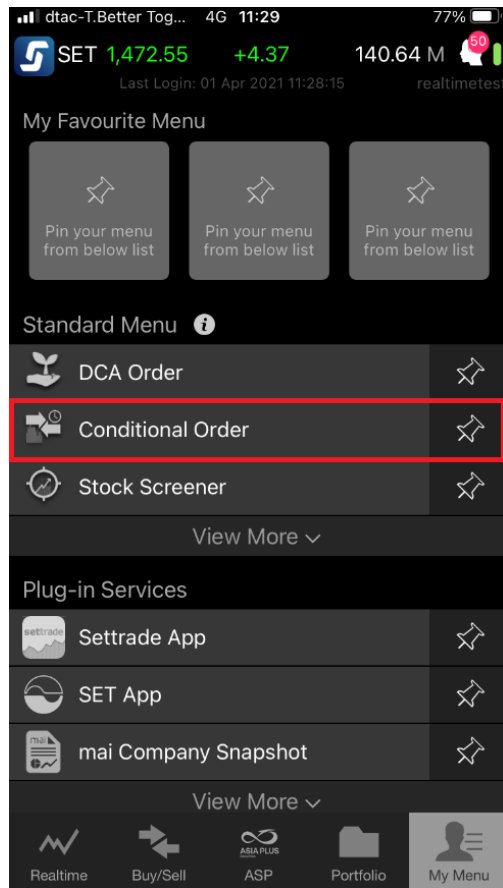 dtac-T.Better Tog... 4G 11:29 77%
SET 1,472.55 +4.37 140.64 M 50
Last Login: 01 Apr 2021 11:28:15 realtimetes
My Favourite Menu
Pin your menu
from below list
Pin your menu
from below list
Pin your menu
from below list
Standard Menu
DCA Order
Conditional Order
Stock Screener
View More
Plug-in Services
settrade
Settrade App
SET App
mai
mai Company Snapshot
View More
Realtime
Buy/Sell
ASIA PLUS
ASP
Portfolio
My Menu